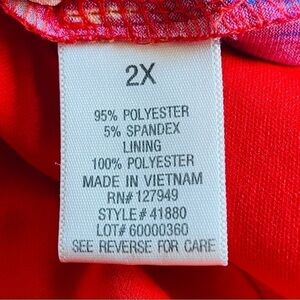 2X
95% POLYESTER
5% SPANDEX
LINING
100% POLYESTER
MADE IN VIETNAM
RN# 127949
STYLE # 41880
LOT# 60000360
SEE REVERSE FOR CARE